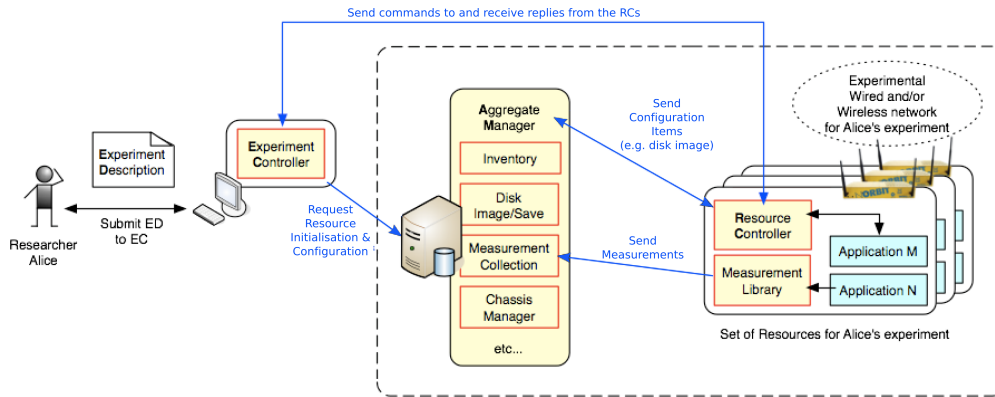 Send commands to and receive replies from the RCs
Experiment
Description
Researcher
Alice
Submit ED
to EC
Experiment
Controller
Request
Resource
Initialisation &
Configuration
Aggregate
Manager
Inventory
Disk
Image/Save
Measurement
Collection
Chassis
Manager
etc...
Send
Configuration
Items
(e.g. disk image)
Send
Measurements
Experimental
Wired and/or
Wireless network
for Alice's experiment
ORBIT
ORBIT
Resource
Controller
Measurement
Library
Application M
Application N
Set of Resources for Alice's experiment